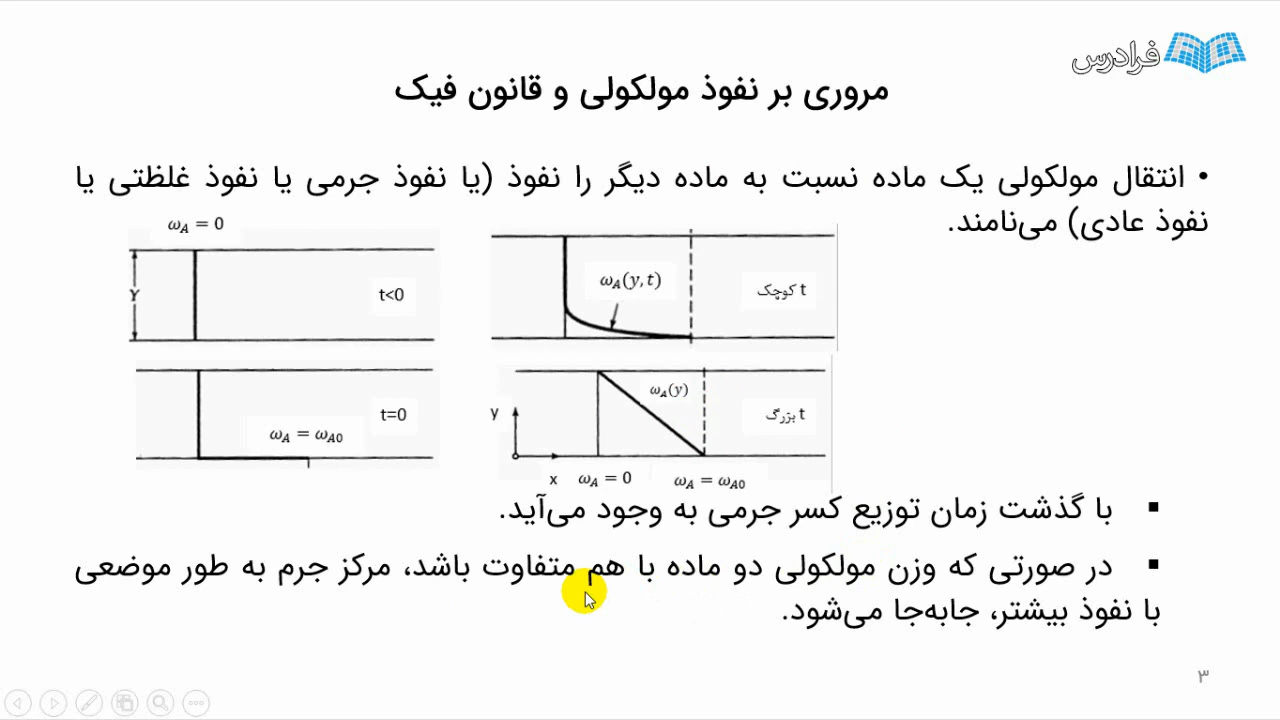 فرادرس
مروری بر نفوذ مولکولی و قانون فیک
• انتقال مولکولی یک ماده نسبت به ماده دیگر را نفوذ (یا نفوذ جرمی یا نفوذ غلظتی یا
نفوذ عادی) می‌نامند.
ω_A = 0
Y
t<0
ω_A(y,t)
t کوچک
t=0
ω_A = ω_A0
ω_A(y)
t بزرگ
y
x
ω_A = 0
ω_A = ω_A0
▪ با گذشت زمان توزیع کسر جرمی به وجود می‌آید.
▪ در صورتی که وزن مولکولی دو ماده با هم متفاوت باشد، مرکز جرم به طور موضعی
با نفوذ بیشتر، جابه‌جا می‌شود.
۳